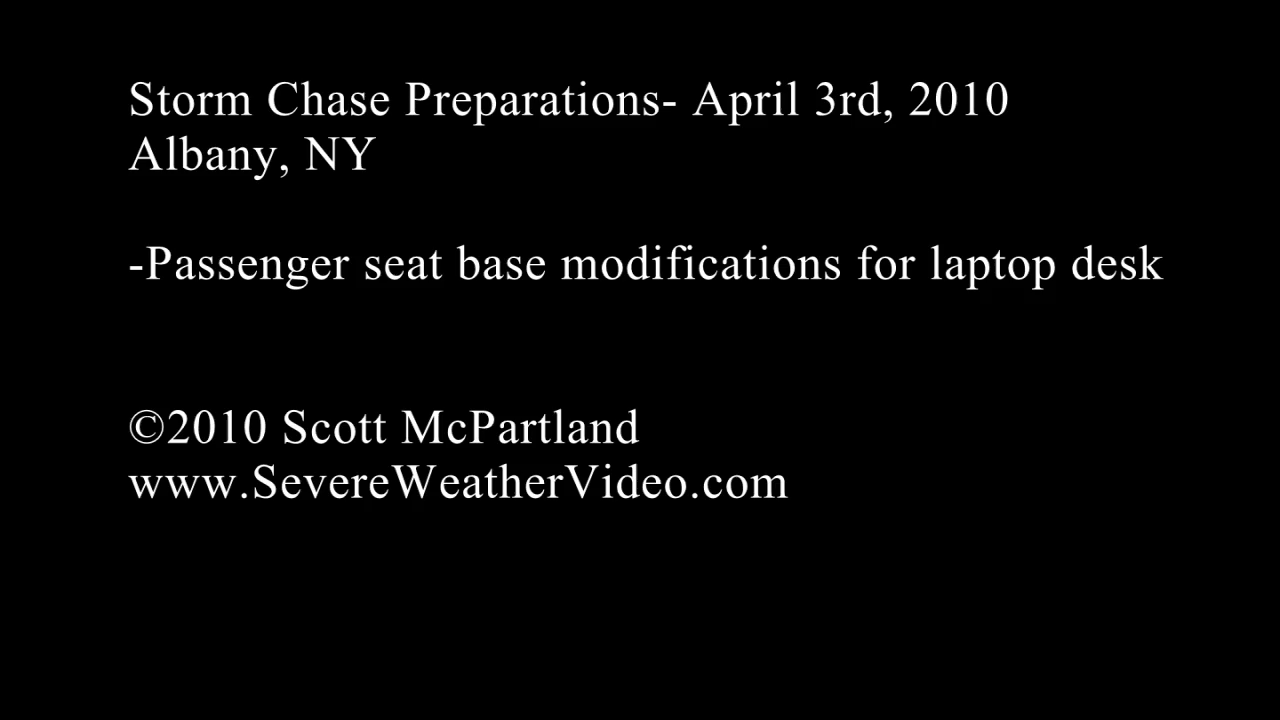 Storm Chase Preparations- April 3rd, 2010
Albany, NY
-Passenger seat base modifications for laptop desk
©2010 Scott McPartland
www.SevereWeatherVideo.com